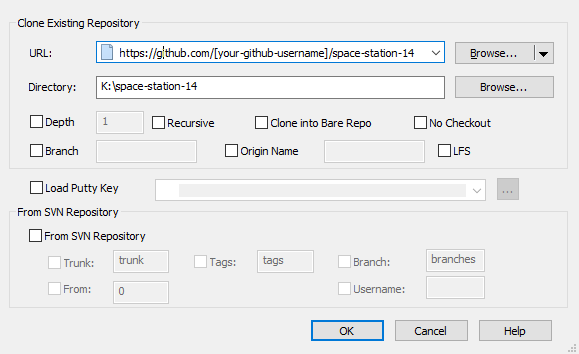 Clone Existing Repository
URL: https://github.com/[your-github-username]/space-station-14 Browse...
Directory: K:\space-station-14 Browse...
Depth 1 Recursive Clone into Bare Repo No Checkout
Branch Origin Name LFS
Load Putty Key ...
From SVN Repository
From SVN Repository
Trunk: trunk Tags: tags Branch: branches
From: 0 Username:
OK Cancel Help